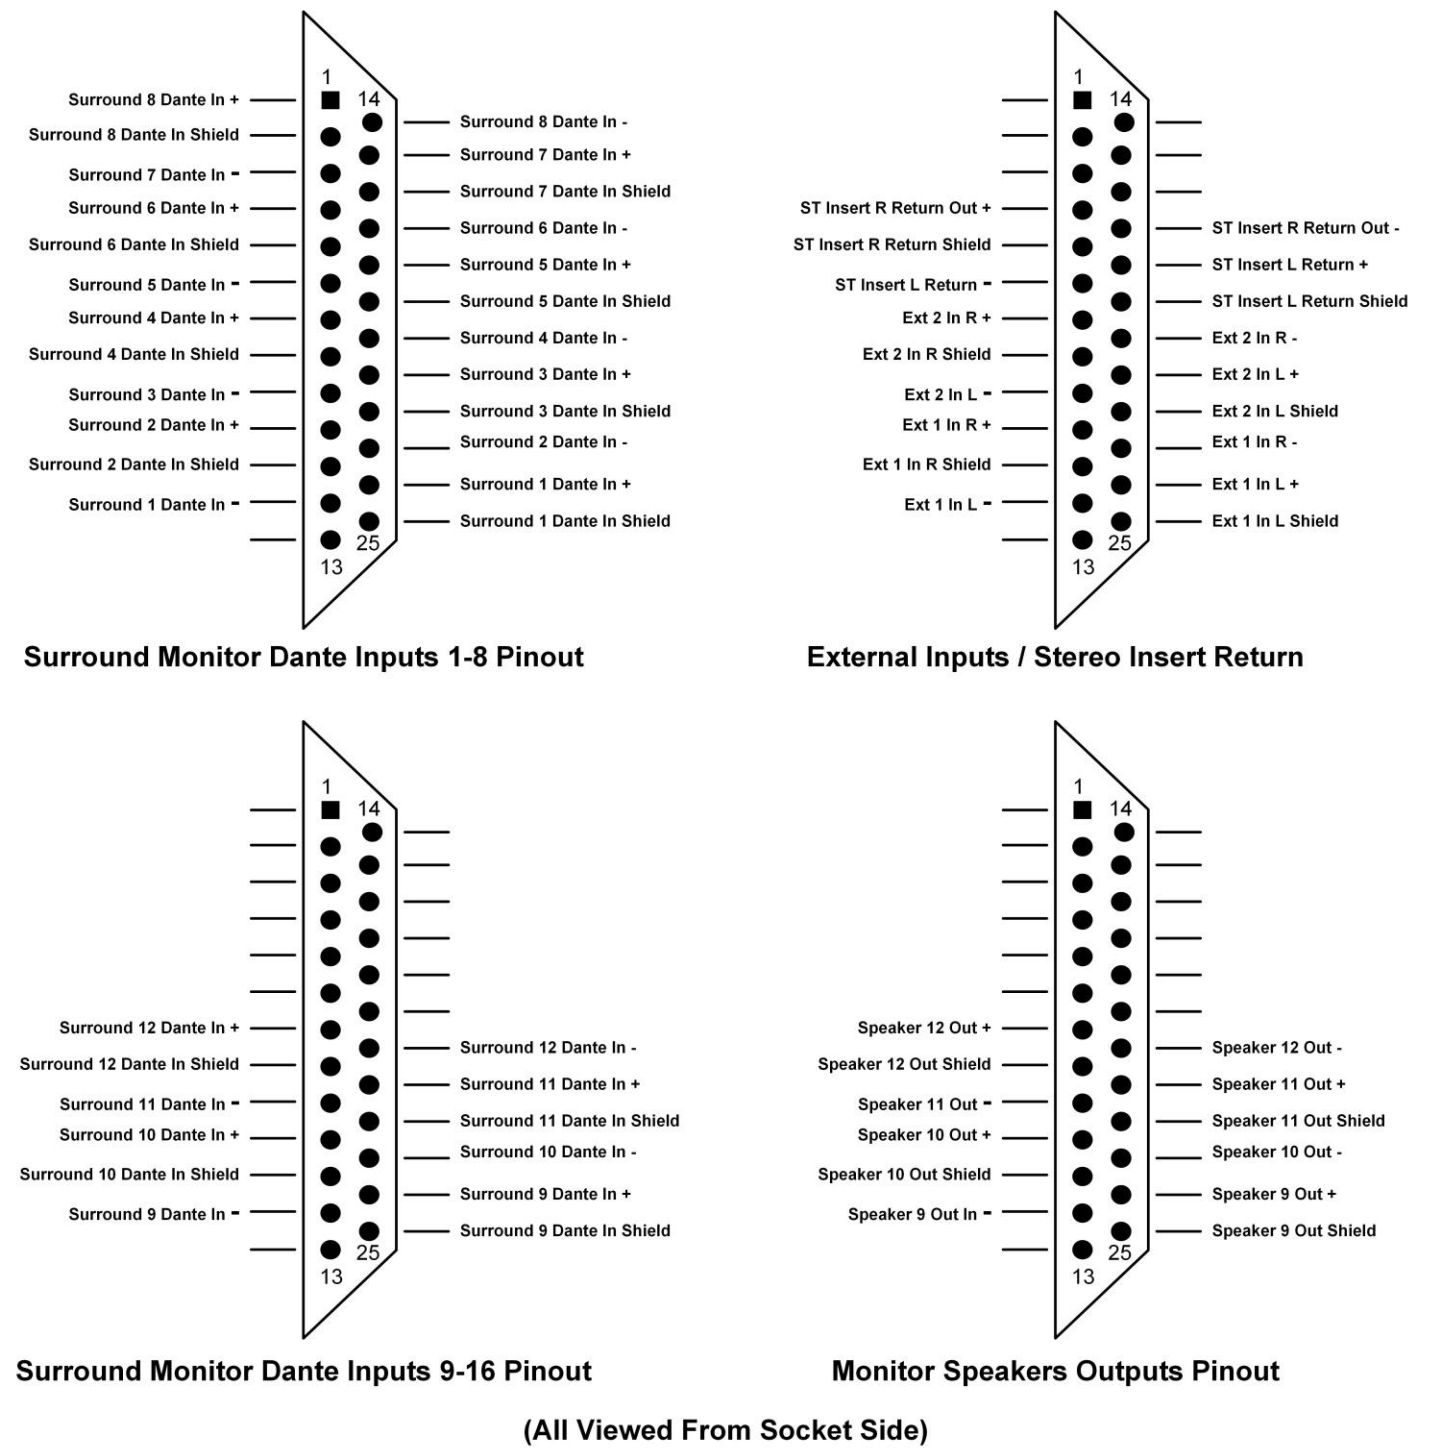 1
14
Surround 8 Dante In +
Surround 8 Dante In Shield
Surround 7 Dante In -
Surround 6 Dante In +
Surround 6 Dante In Shield
Surround 5 Dante In -
Surround 4 Dante In +
Surround 4 Dante In Shield
Surround 3 Dante In -
Surround 2 Dante In +
Surround 2 Dante In Shield
Surround 1 Dante In -
Surround 8 Dante In -
Surround 7 Dante In +
Surround 7 Dante In Shield
Surround 6 Dante In -
Surround 5 Dante In +
Surround 5 Dante In Shield
Surround 4 Dante In -
Surround 3 Dante In +
Surround 3 Dante In Shield
Surround 2 Dante In -
Surround 1 Dante In +
Surround 1 Dante In Shield
25
13
Surround Monitor Dante Inputs 1-8 Pinout
1
14
ST Insert R Return Out +
ST Insert R Return Shield
ST Insert L Return -
Ext 2 In R +
Ext 2 In R Shield
Ext 2 In L -
Ext 1 In R +
Ext 1 In R Shield
Ext 1 In L -
ST Insert R Return Out -
ST Insert L Return +
ST Insert L Return Shield
Ext 2 In R -
Ext 2 In L +
Ext 2 In L Shield
Ext 1 In R -
Ext 1 In L +
Ext 1 In L Shield
25
13
External Inputs / Stereo Insert Return
1
14
Surround 12 Dante In +
Surround 12 Dante In Shield
Surround 11 Dante In -
Surround 10 Dante In +
Surround 10 Dante In Shield
Surround 9 Dante In -
Surround 12 Dante In -
Surround 11 Dante In +
Surround 11 Dante In Shield
Surround 10 Dante In -
Surround 9 Dante In +
Surround 9 Dante In Shield
25
13
Surround Monitor Dante Inputs 9-16 Pinout
1
14
Speaker 12 Out +
Speaker 12 Out Shield
Speaker 11 Out -
Speaker 10 Out +
Speaker 10 Out Shield
Speaker 9 Out In -
Speaker 12 Out -
Speaker 11 Out +
Speaker 11 Out Shield
Speaker 10 Out -
Speaker 9 Out +
Speaker 9 Out Shield
25
13
Monitor Speakers Outputs Pinout
(All Viewed From Socket Side)